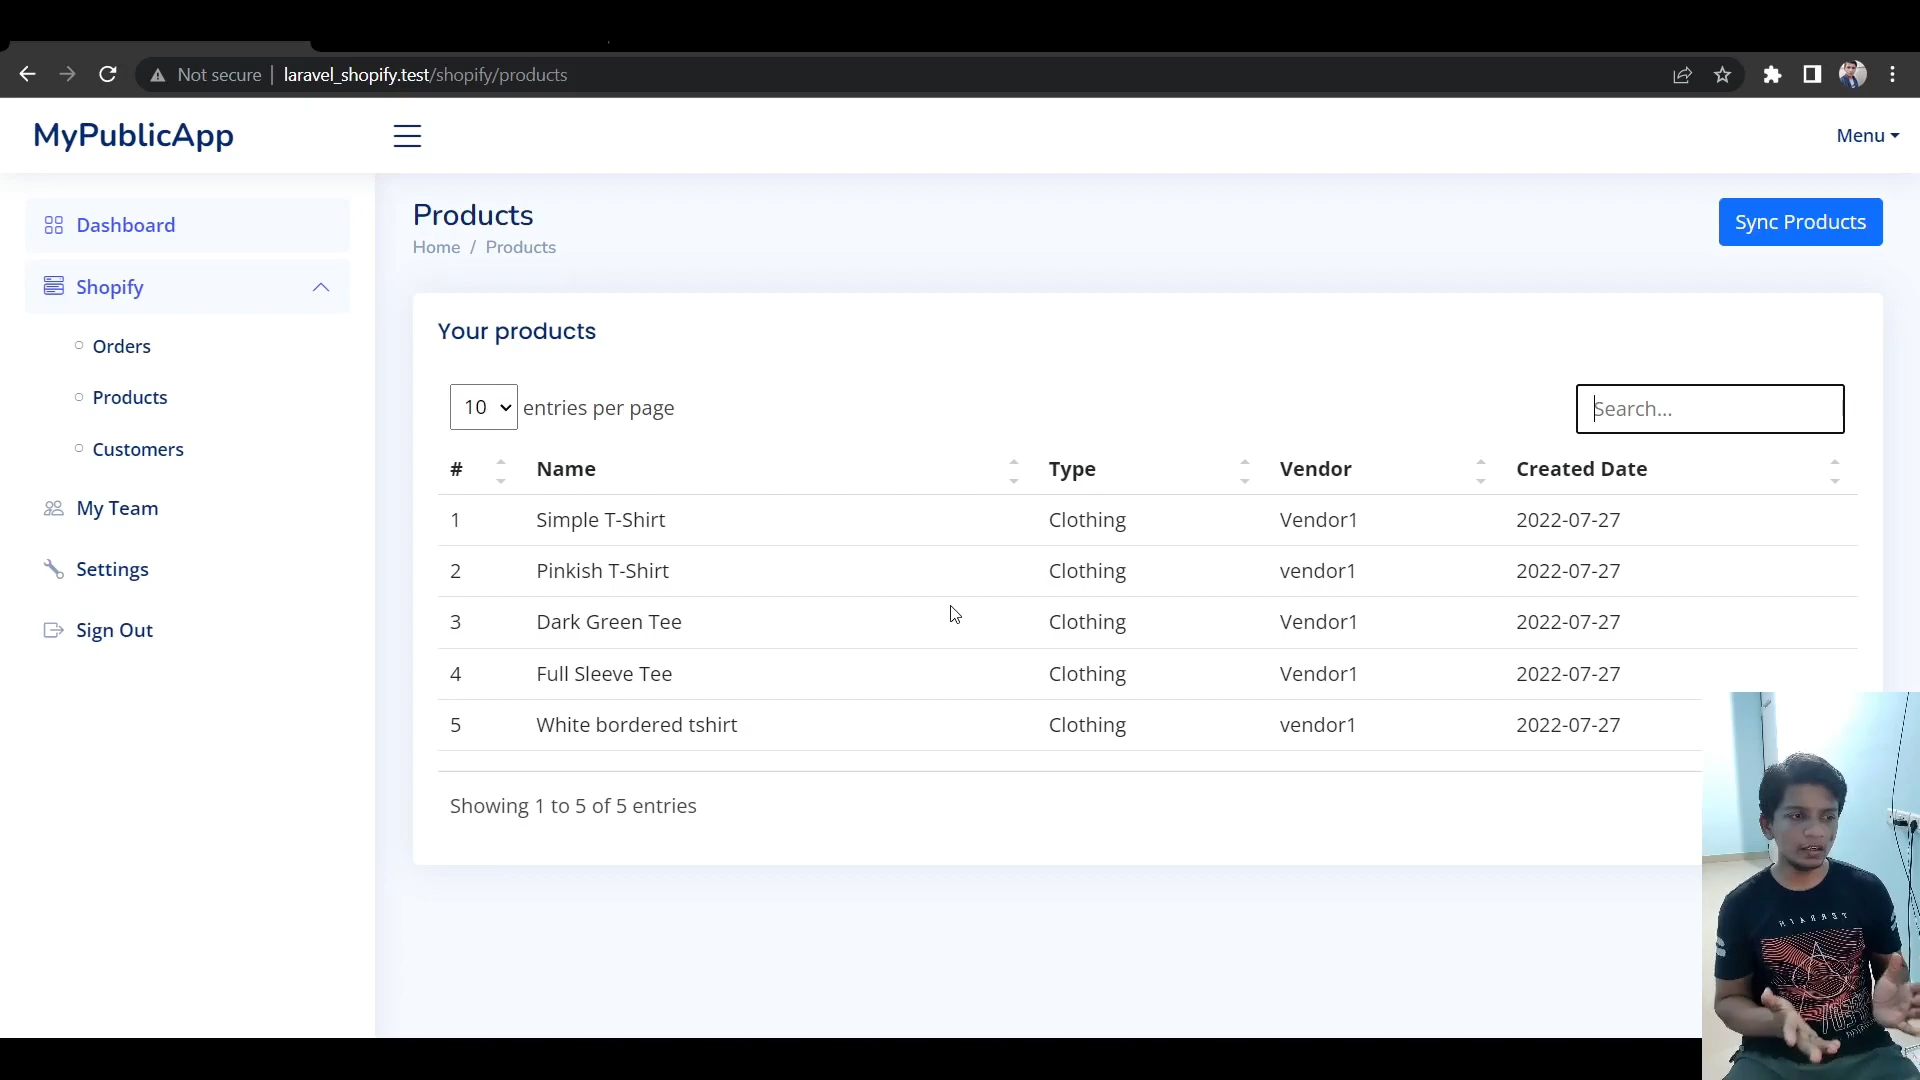 Not secure | laravel_shopify.test/shopify/products
MyPublicApp
Menu
Dashboard
Shopify
Orders
Products
Customers
My Team
Settings
Sign Out
Products
Home / Products
Sync Products
Your products
10 entries per page
Search...
# Name Type Vendor Created Date
1 Simple T-Shirt Clothing Vendor1 2022-07-27
2 Pinkish T-Shirt Clothing vendor1 2022-07-27
3 Dark Green Tee Clothing Vendor1 2022-07-27
4 Full Sleeve Tee Clothing Vendor1 2022-07-27
5 White bordered tshirt Clothing vendor1 2022-07-27
Showing 1 to 5 of 5 entries